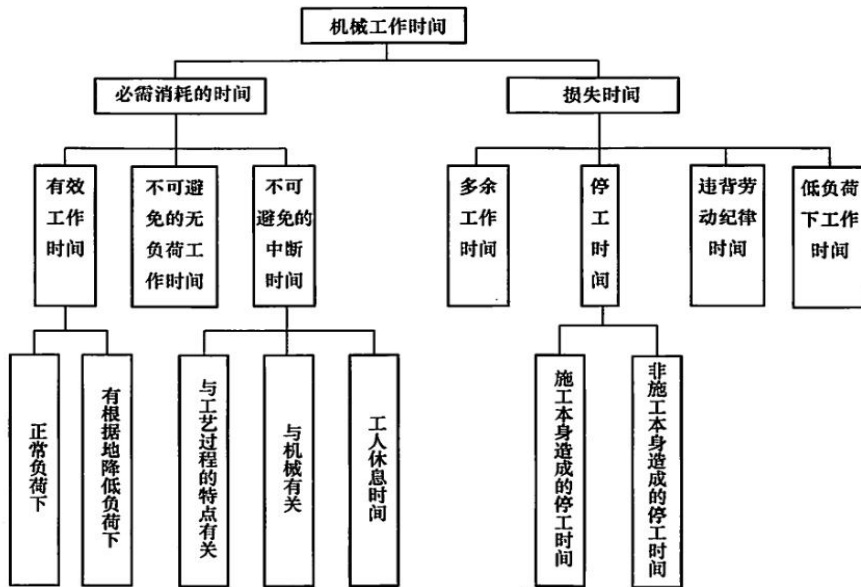 机械工作时间
必需消耗的时间
损失时间
有效
工作
时间
不可避
免的无
负荷工
作时间
不可
避免的
中断
时间
多余
工作
时间
停
工
时
间
违背劳
动纪律
时间
低负荷
下工作
时间
正常负荷下
有根据地降低负荷下
与工艺过程的特点有关
与机械有关
工人休息时间
施工本身造成的停工时间
非施工本身造成的停工时间